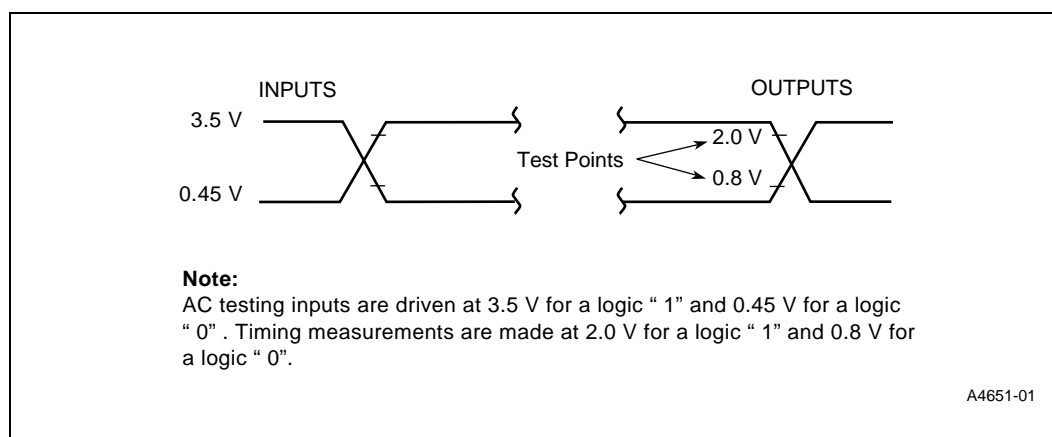 INPUTS
OUTPUTS
3.5 V
2.0 V
Test Points
0.45 V
0.8 V
Note:
AC testing inputs are driven at 3.5 V for a logic “ 1” and 0.45 V for a logic
“ 0” . Timing measurements are made at 2.0 V for a logic “ 1” and 0.8 V for
a logic “ 0”.
A4651-01